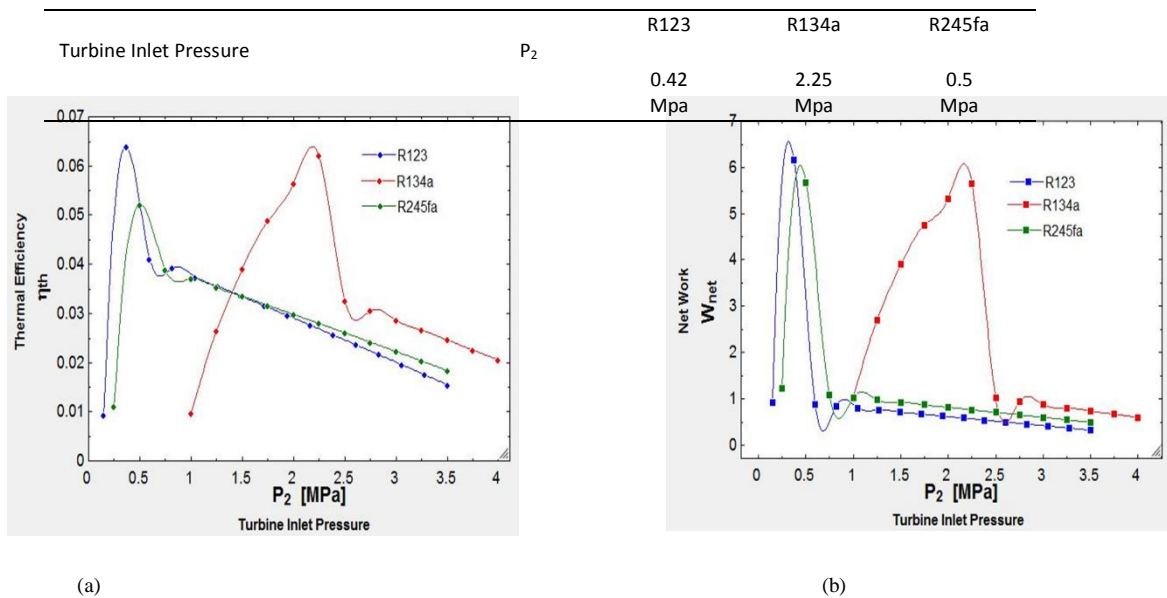 R123 R134a R245fa
Turbine Inlet Pressure P2
0.42 2.25 0.5
Mpa Mpa Mpa
0.07
0.06
0.05
0.04
0.03
0.02
0.01
0
Thermal Efficiency
ηth
R123
R134a
R245fa
0 0.5 1 1.5 2 2.5 3 3.5 4
P2 [MPa]
Turbine Inlet Pressure
(a)
7
6
5
4
3
2
1
0
Net Work
Wnet
R123
R134a
R245fa
0 0.5 1 1.5 2 2.5 3 3.5 4
P2 [MPa]
Turbine Inlet Pressure
(b)